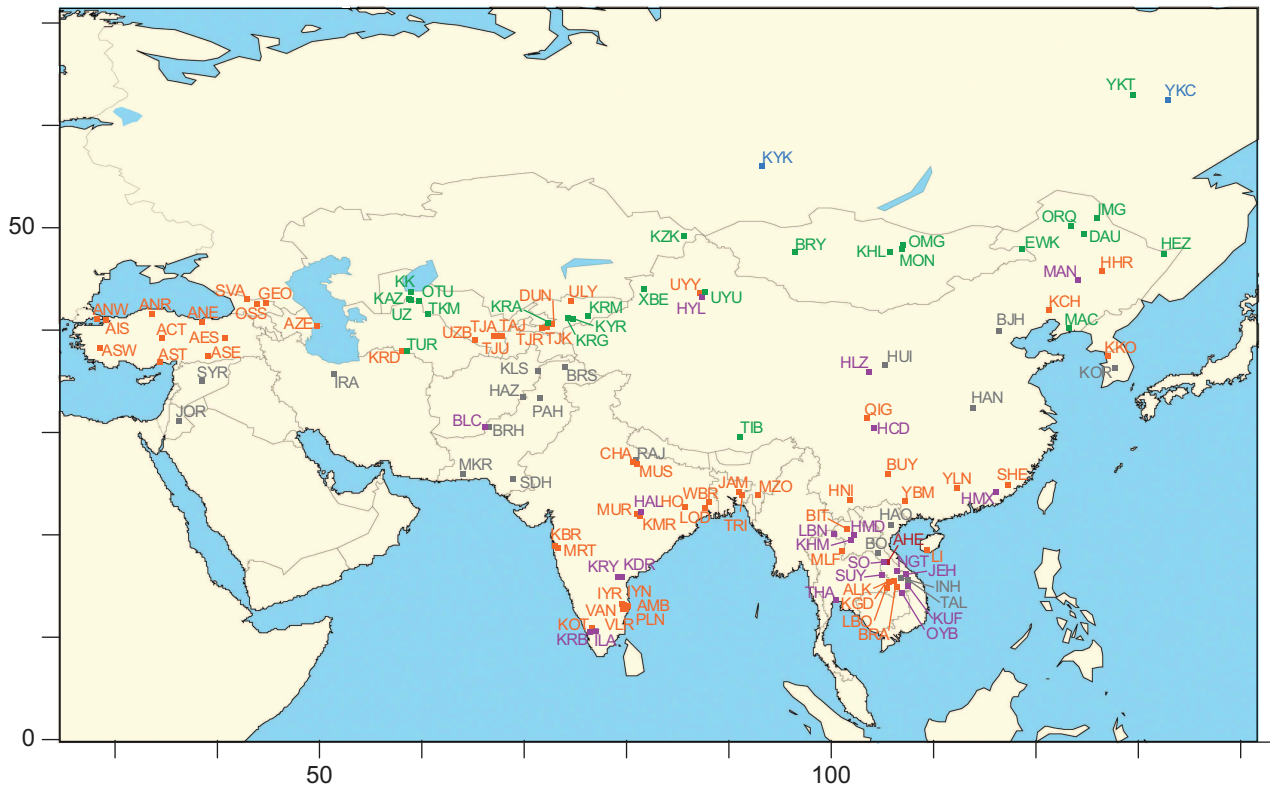 YKT
YKC
KYK
50
ORO
IMG
KZK
BRY
KHL
OMG
MON
EWK
DAU
HEZ
KK
KAZ
OTU
UZ
TKM
DUN
ULY
XBE
UYY
UYU
HYL
MAN
HHR
KRA
KRM
KYR
KRG
KCH
MAC
BJH
SVA
GEO
OSS
AZE
ANW
AIS
ANR
ANE
ACT
AES
ASW
AST
ASE
SYR
JOR
IRA
KRD
TUR
UZB
TJA
TAJ
TJU
TJR
TJK
KLS
BRS
HAZ
PAH
KKO
KOR
HLZ
HUI
HAN
QIG
HCD
BLC
BRH
MKR
SDH
TIB
CHA
RAJ
MUS
JAM
MZO
TRI
WBR
HO
LOD
HAL
MUR
KMR
BUY
HNI
YBM
YLN
SHE
HMX
BIT
LBN
HMD
KHM
MLF
HAO
BO
AHE
LI
KBR
MRT
KRY
KDR
IYR
IYN
VAN
AMB
PLN
KOT
VLR
KRB
ILA
SO
NGT
JEH
SUY
INH
ALK
TAL
THA
KGD
KUF
LBO
OYB
BRA
0
50
100